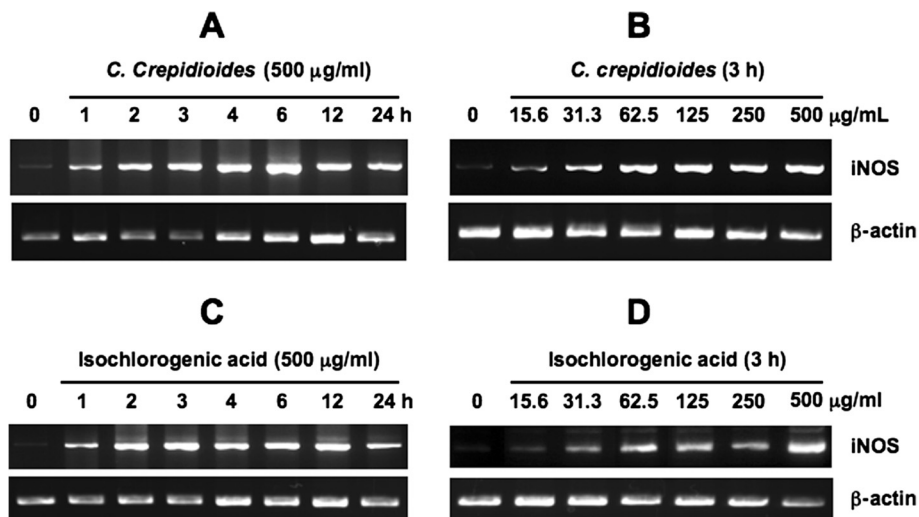 A
C. Crepidioides (500 μg/ml)
0 1 2 3 4 6 12 24 h
B
C. crepidioides (3 h)
0 15.6 31.3 62.5 125 250 500 μg/mL
iNOS
β-actin
C
Isochlorogenic acid (500 μg/ml)
0 1 2 3 4 6 12 24 h
D
Isochlorogenic acid (3 h)
0 15.6 31.3 62.5 125 250 500 μg/ml
iNOS
β-actin